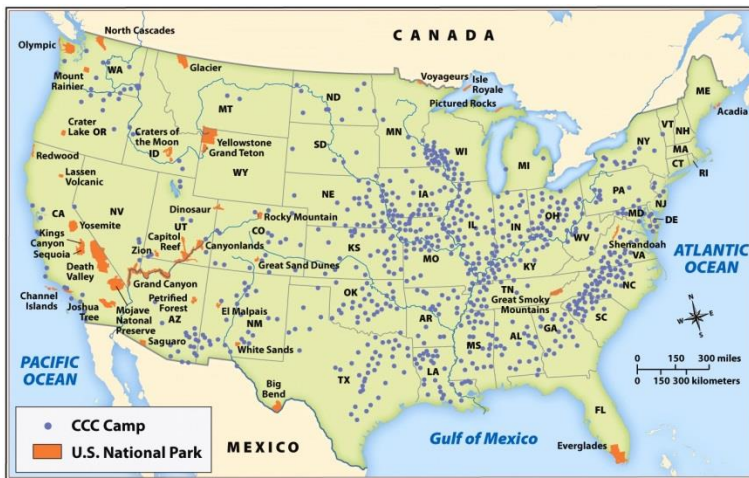 North Cascades
Olympic
CANADA
WA
Mount
Rainier
Glacier
Voyageurs
Isle
Royale
Pictured Rocks
ME
Acadia
MT
ND
MN
VT
NH
NY
MA
CT
RI
Crater
Lake
OR
Craters of
the Moon
ID
Yellowstone
Grand Teton
WY
SD
WI
MI
Redwood
Lassen
Volcanic
NE
IA
PA
NJ
CA
NV
Dinosaur
UT
Rocky Mountain
CO
IL
IN
OH
MD
DE
WV
Kings
Canyon
Yosemite
Sequoia
Capitol
Reef
Canyonlands
Zion
KS
MO
KY
Shenandoah
VA
ATLANTIC
OCEAN
Death
Valley
Grand Canyon
Great Sand Dunes
TN
Great Smoky
Mountains
NC
Channel
Islands
Joshua
Tree
Mojave
National
Preserve
Petrified
Forest
AZ
El Malpais
NM
OK
AR
SC
N
W
E
S
Saguaro
White Sands
MS
AL
GA
0 150 300 miles
0 150 300 kilometers
PACIFIC
OCEAN
TX
LA
Big
Bend
FL
CCC Camp
U.S. National Park
MEXICO
Gulf of Mexico
Everglades